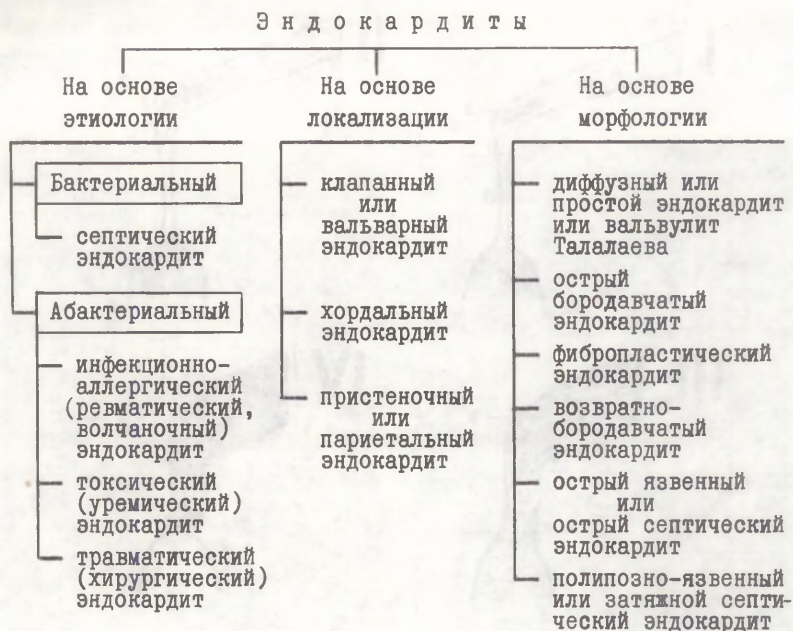 Эндокардиты
На основе
этиологии
Бактериальный
септический
эндокардит
Абактериальный
инфекционно-
аллергический
(ревматический,
волчаночный)
эндокардит
токсический
(уремический)
эндокардит
травматический
(хирургический)
эндокардит
На основе
локализации
клапанный
или
вальварный
эндокардит
хордальный
эндокардит
пристеночный
или
париетальный
эндокардит
На основе
морфологии
диффузный или
простой эндокардит
или вальвулит
Талалаева
острый
бородавчатый
эндокардит
фибропластический
эндокардит
возвратно-
бородавчатый
эндокардит
острый язвенный
или
острый септический
эндокардит
полипозно-язвенный
или затяжной септи-
ческий эндокардит